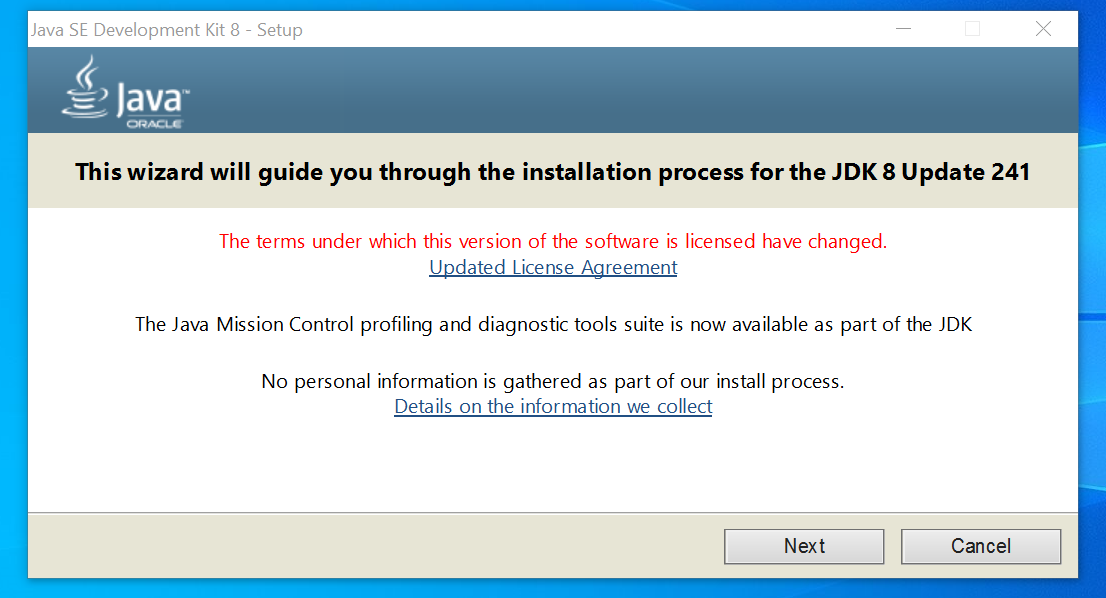 Java SE Development Kit 8 - Setup
Java™
ORACLE
This wizard will guide you through the installation process for the JDK 8 Update 241
The terms under which this version of the software is licensed have changed.
Updated License Agreement
The Java Mission Control profiling and diagnostic tools suite is now available as part of the JDK
No personal information is gathered as part of our install process.
Details on the information we collect
Next Cancel